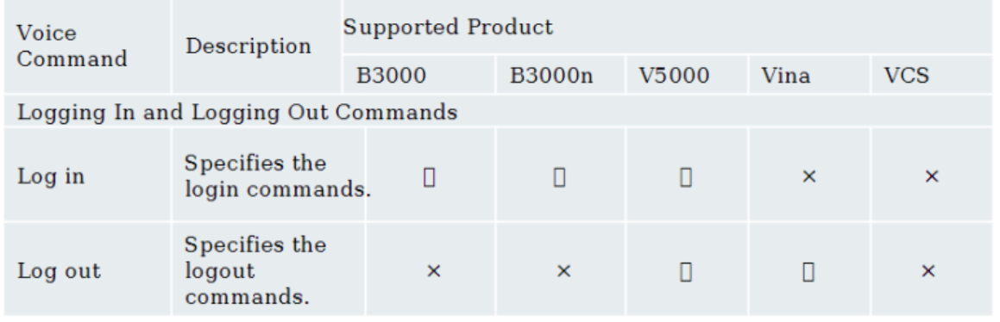 Voice
Command
Description
Supported Product
B3000 B3000n V5000 Vina VCS
Logging In and Logging Out Commands
Log in
Specifies the
login commands.
▯ ▯ ▯ × ×
Log out
Specifies the
logout
commands.
× × ▯ ▯ ×